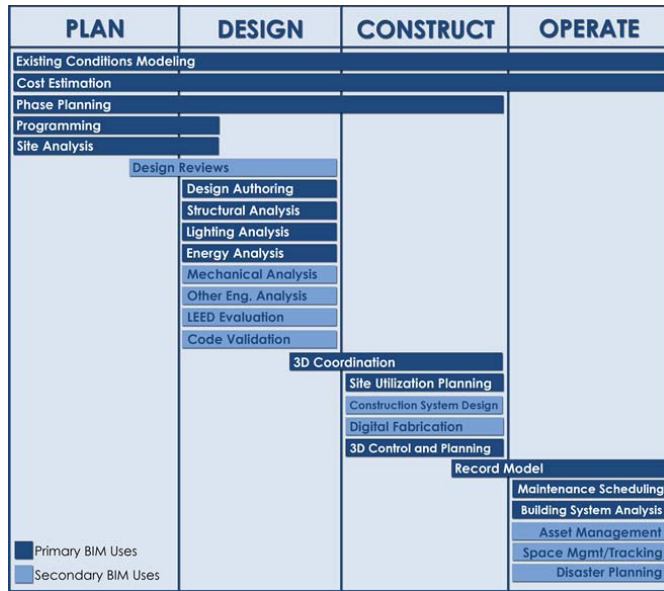 PLAN DESIGN CONSTRUCT OPERATE
Existing Conditions Modeling
Cost Estimation
Phase Planning
Programming
Site Analysis
Design Reviews
Design Authoring
Structural Analysis
Lighting Analysis
Energy Analysis
Mechanical Analysis
Other Eng. Analysis
LEED Evaluation
Code Validation
3D Coordination
Site Utilization Planning
Construction System Design
Digital Fabrication
3D Control and Planning
Record Model
Maintenance Scheduling
Building System Analysis
Asset Management
Space Mgmt/Tracking
Disaster Planning
Primary BIM Uses
Secondary BIM Uses